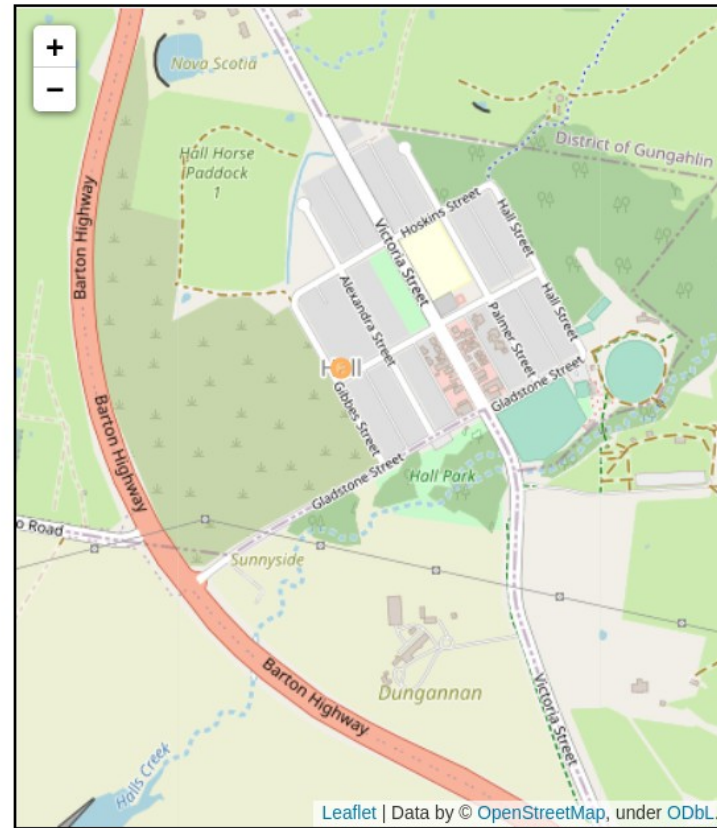 +
−
Nova Scotia
District of Gungahlin
Hall Horse
Paddock
1
Barton Highway
Hoskins Street
Hall Street
Victoria Street
Alexandra Street
Hall Street
Palmer Street
Hall
Gibbes Street
Gladstone Street
Barton Highway
Gladstone Street
Hall Park
o Road
Sunnyside
Barton Highway
Dungannan
Victoria Street
Halls Creek
Leaflet | Data by © OpenStreetMap, under ODbL.